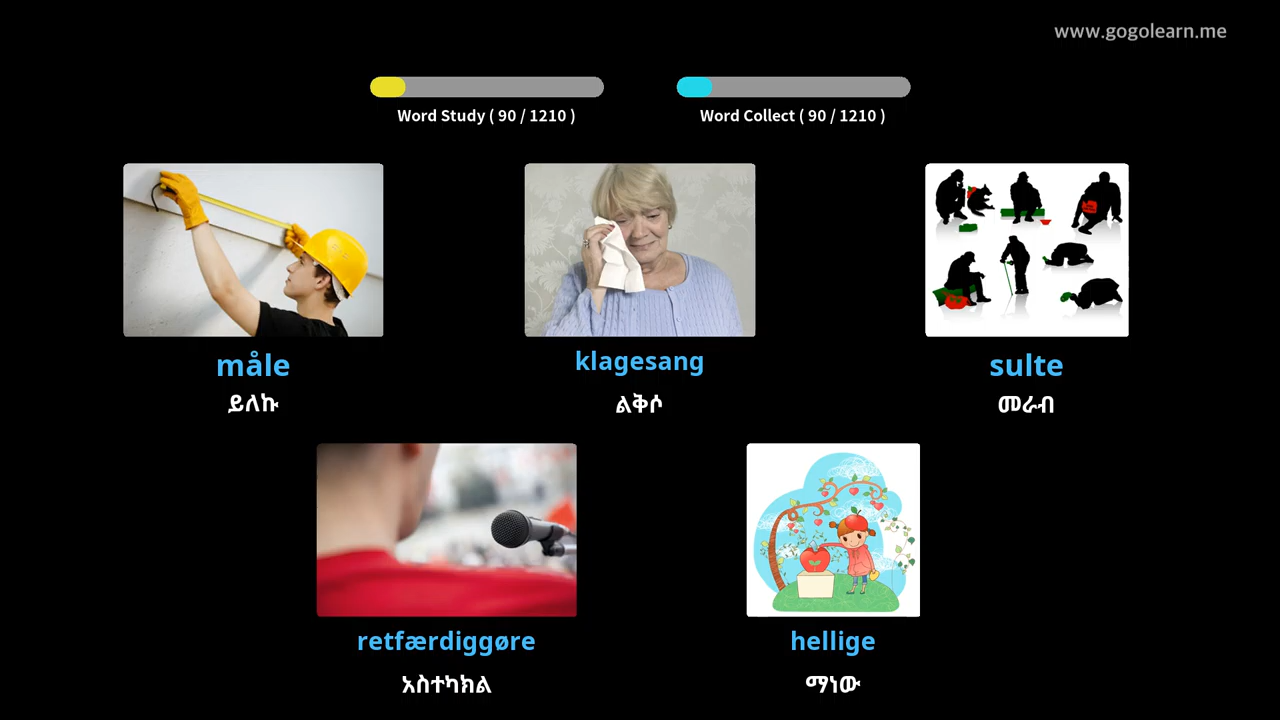 www.gogolearn.me
Word Study ( 90 / 1210 )
Word Collect ( 90 / 1210 )
måle
ይለኩ
klagesang
ልቅሶ
sulte
መራብ
retfærdiggøre
አስተካክል
hellige
ማነው